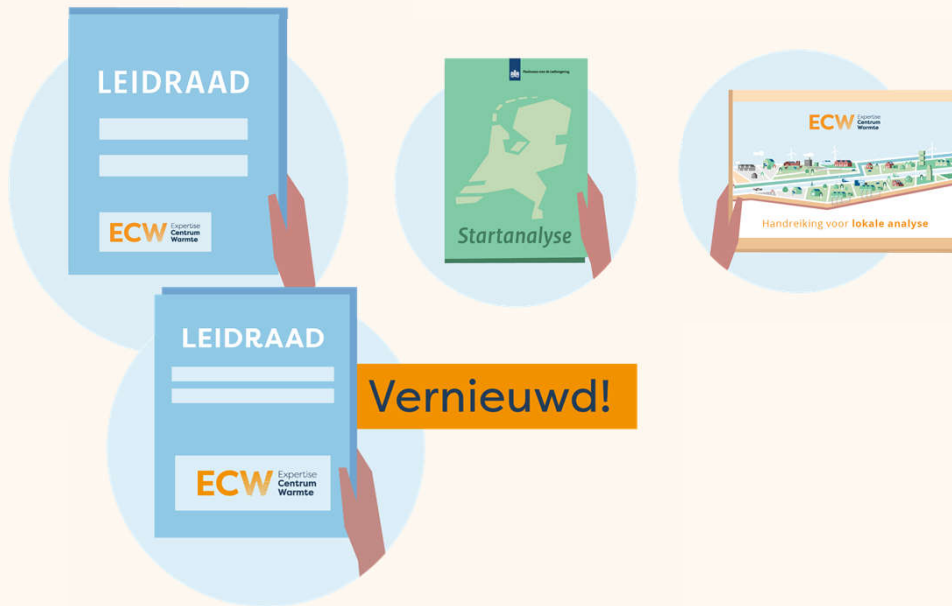 LEIDRAAD
ECW Expertise
Centrum
Warmte
Startanalyse
ECW Expertise
Centrum
Warmte
Handreiking voor lokale analyse
LEIDRAAD
Vernieuwd!
ECW Expertise
Centrum
Warmte